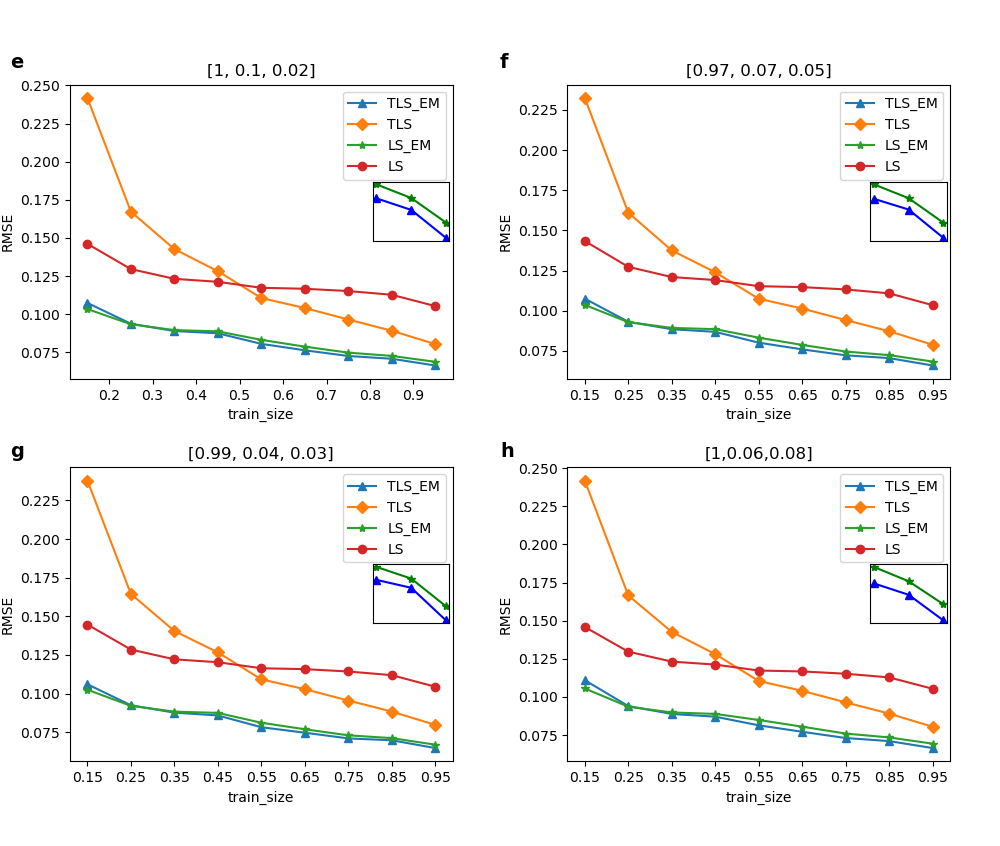 e
[1, 0.1, 0.02]
0.250
0.225
0.200
0.175
0.150
0.125
0.100
0.075
RMSE
TLS_EM
TLS
LS_EM
LS
0.2 0.3 0.4 0.5 0.6 0.7 0.8 0.9
train_size
f
[0.97, 0.07, 0.05]
0.225
0.200
0.175
0.150
0.125
0.100
0.075
RMSE
TLS_EM
TLS
LS_EM
LS
0.15 0.25 0.35 0.45 0.55 0.65 0.75 0.85 0.95
train_size
g
[0.99, 0.04, 0.03]
0.225
0.200
0.175
0.150
0.125
0.100
0.075
RMSE
TLS_EM
TLS
LS_EM
LS
0.15 0.25 0.35 0.45 0.55 0.65 0.75 0.85 0.95
train_size
h
[1,0.06,0.08]
0.250
0.225
0.200
0.175
0.150
0.125
0.100
0.075
RMSE
TLS_EM
TLS
LS_EM
LS
0.15 0.25 0.35 0.45 0.55 0.65 0.75 0.85 0.95
train_size